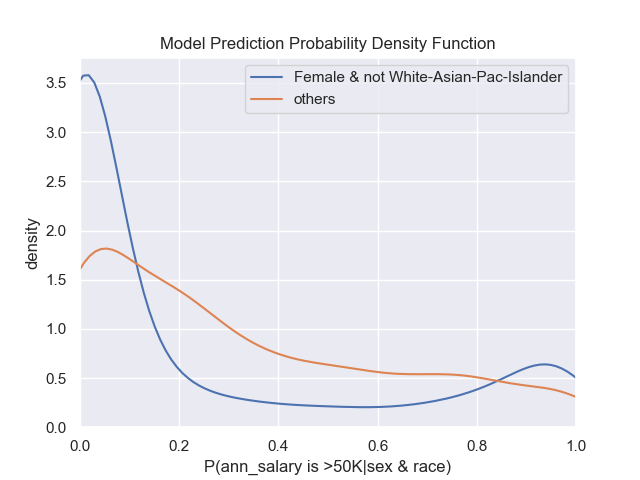 Model Prediction Probability Density Function
Female & not White-Asian-Pac-Islander
others
density
3.5
3.0
2.5
2.0
1.5
1.0
0.5
0.0
0.0 0.2 0.4 0.6 0.8 1.0
P(ann_salary is >50K|sex & race)